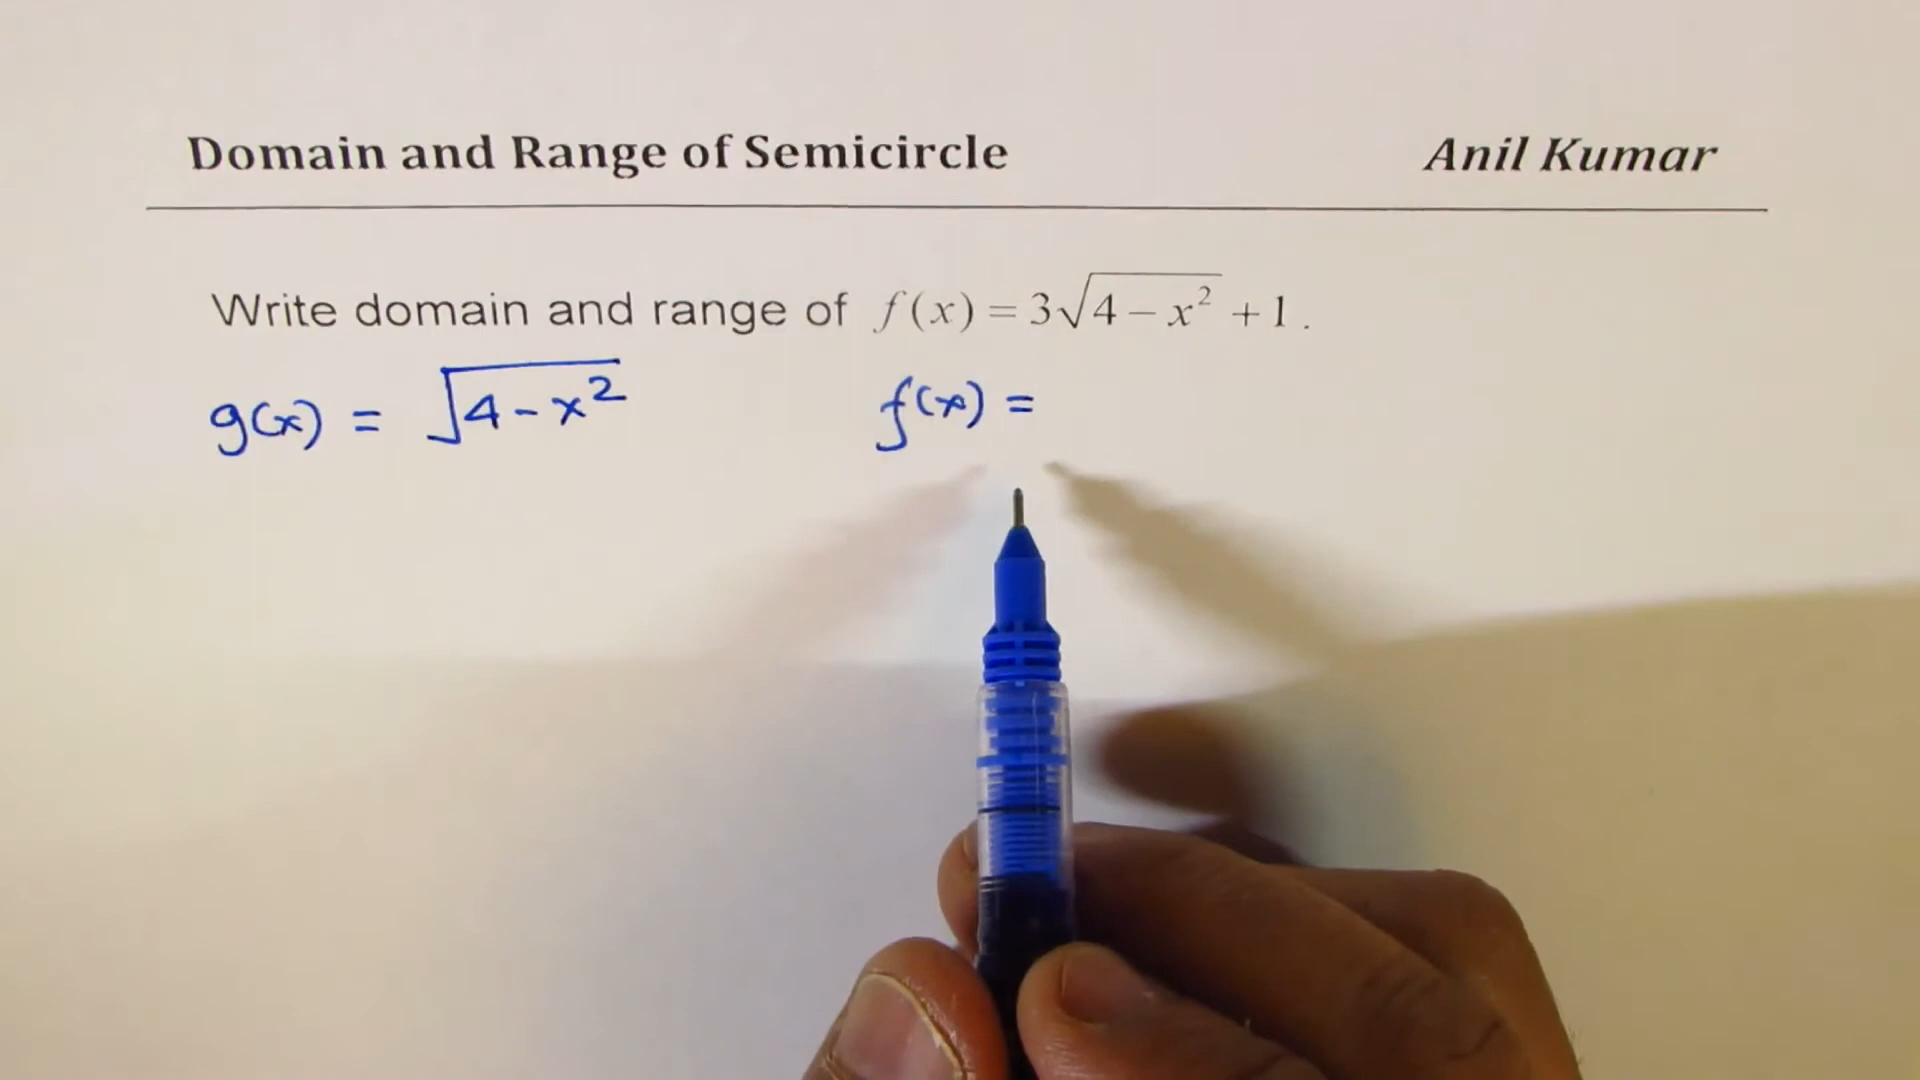 Domain and Range of Semicircle Anil Kumar
Write domain and range of f(x) = 3√(4 − x²) + 1.
g(x) = √(4 - x²) f(x) =